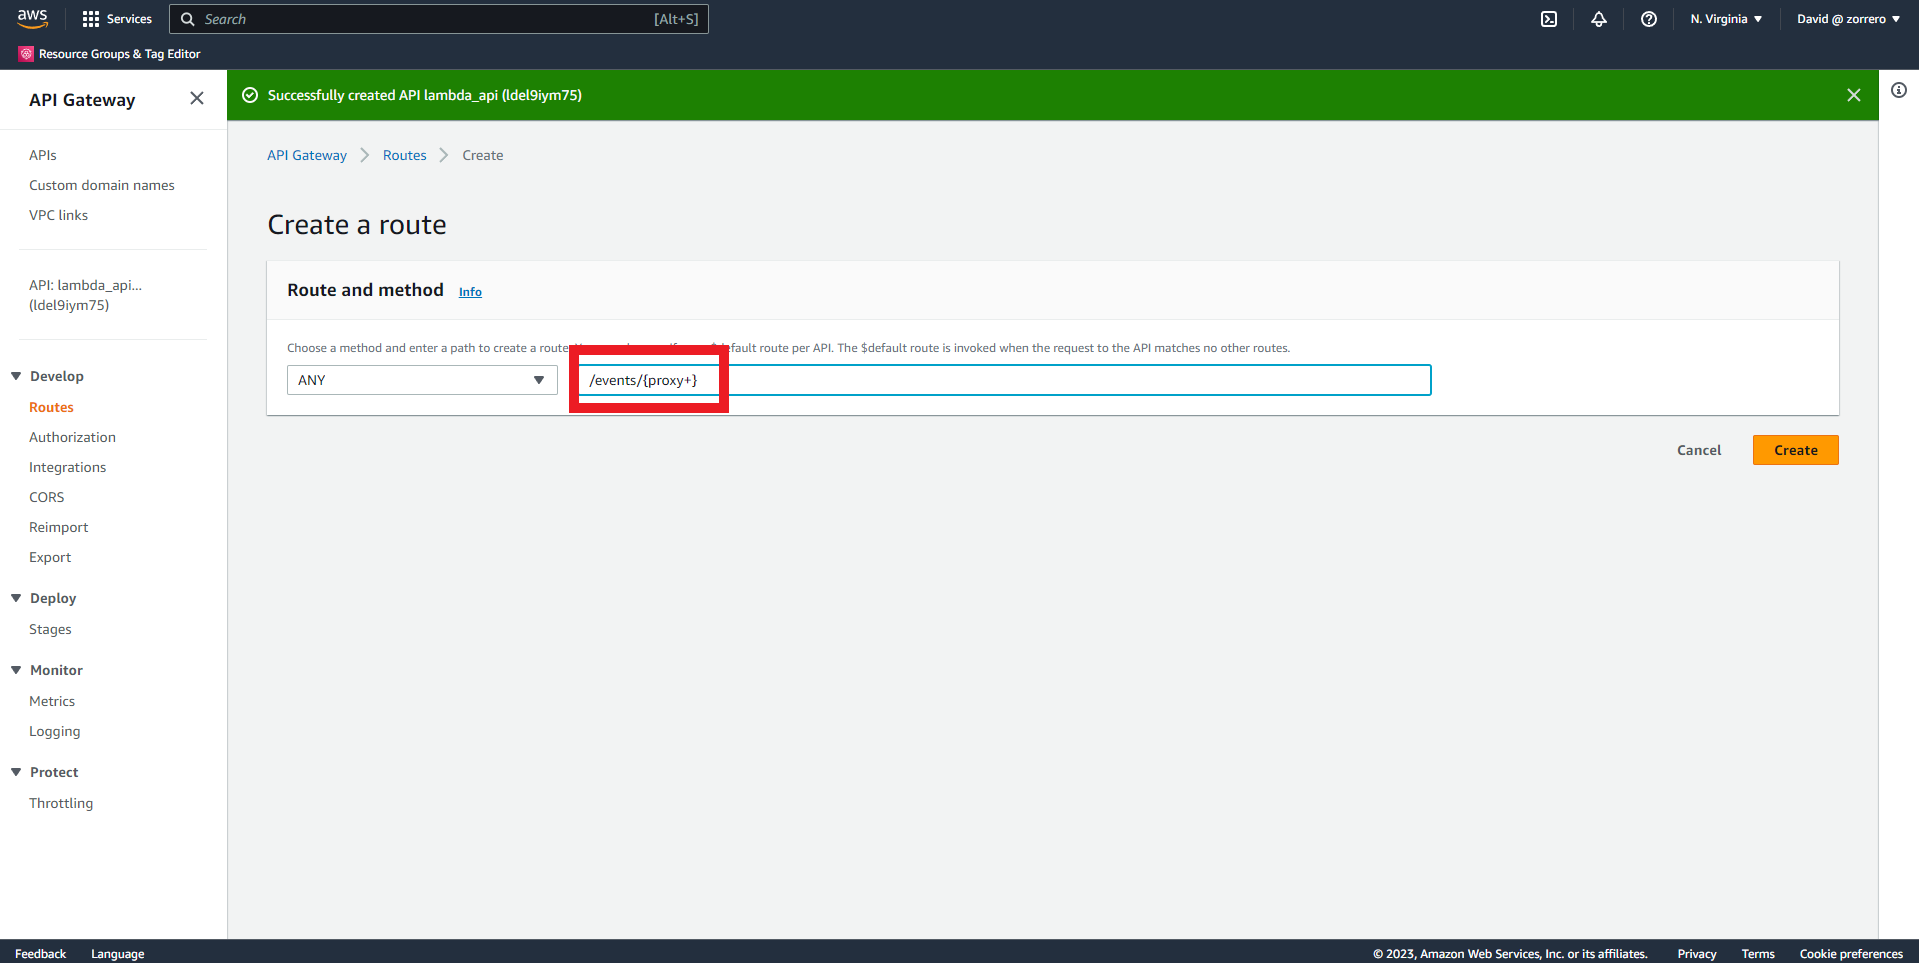 aws
Services
Search
[Alt+S]
N. Virginia
David @ zorrero
Resource Groups & Tag Editor
API Gateway
Successfully created API lambda_api (ldel9iym75)
APIs
Custom domain names
VPC links
API: lambda_api...
(ldel9iym75)
Develop
Routes
Authorization
Integrations
CORS
Reimport
Export
Deploy
Stages
Monitor
Metrics
Logging
Protect
Throttling
API Gateway
Routes
Create
Create a route
Route and method
Info
Choose a method and enter a path to create a route. route per API. The $default route is invoked when the request to the API matches no other routes.
ANY
/events/{proxy+}
Cancel
Create
Feedback
Language
© 2023, Amazon Web Services, Inc. or its affiliates.
Privacy
Terms
Cookie preferences